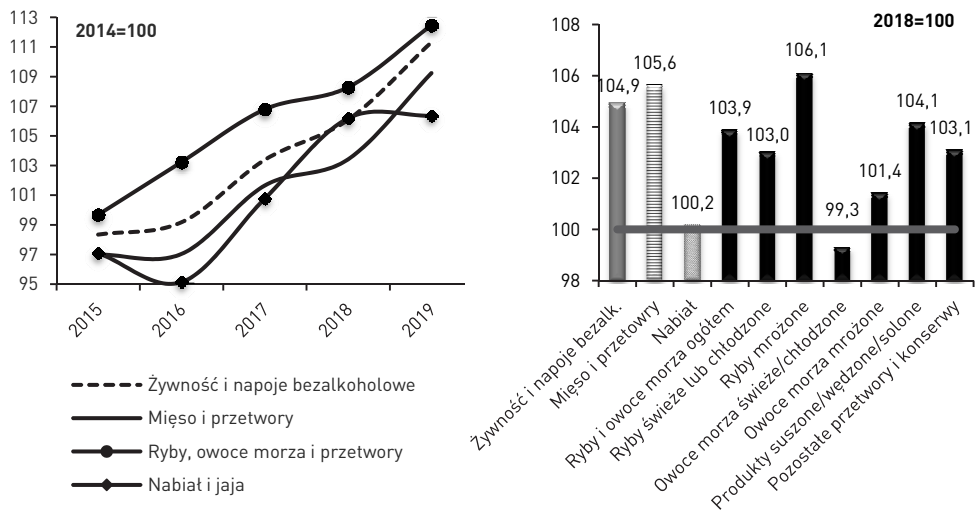 2014=100
113
111
109
107
105
103
101
99
97
95
2015
2016
2017
2018
2019
Żywność i napoje bezalkoholowe
Mięso i przetwory
Ryby, owoce morza i przetwory
Nabiał i jaja
2018=100
108
106
104
102
100
98
104,9
105,6
100,2
103,9
103,0
106,1
99,3
101,4
104,1
103,1
Żywność i napoje bezalk.
Mięso i przetowry
Nabiał
Ryby i owoce morza ogółem
Ryby świeże lub chłodzone
Ryby mrożone
Owoce morza świeże/chłodzone
Owoce morza mrożone
Produkty suszone/wędzone/solone
Pozostałe przetwory i konserwy